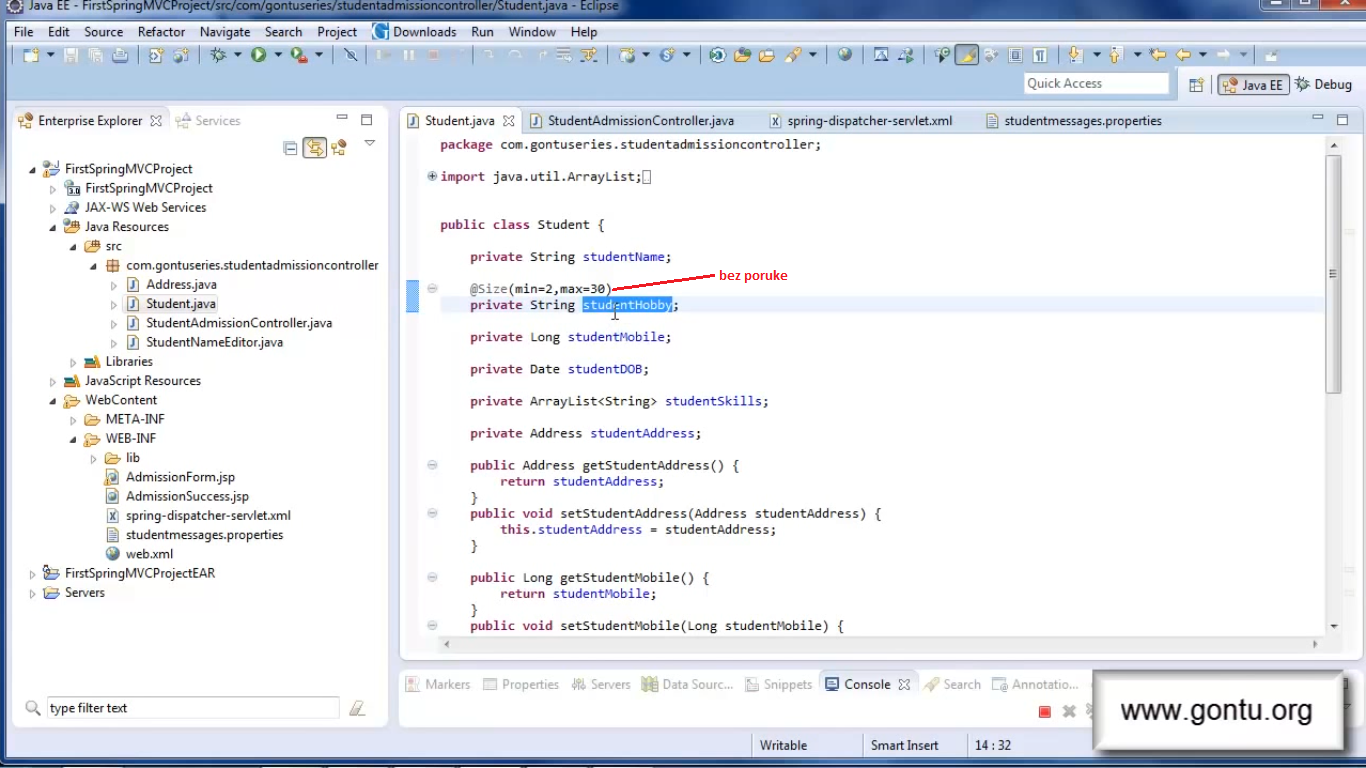 Java EE - FirstSpringMVCProject/src/com/gontuseries/studentadmissioncontroller/Student.java - Eclipse
File Edit Source Refactor Navigate Search Project Downloads Run Window Help
Quick Access
Java EE
Debug
Enterprise Explorer
Services
FirstSpringMVCProject
FirstSpringMVCProject
JAX-WS Web Services
Java Resources
src
com.gontuseries.studentadmissioncontroller
Address.java
Student.java
StudentAdmissionController.java
StudentNameEditor.java
Libraries
JavaScript Resources
WebContent
META-INF
WEB-INF
lib
AdmissionForm.jsp
AdmissionSuccess.jsp
spring-dispatcher-servlet.xml
studentmessages.properties
web.xml
FirstSpringMVCProjectEAR
Servers
type filter text
Student.java
StudentAdmissionController.java
spring-dispatcher-servlet.xml
studentmessages.properties
package com.gontuseries.studentadmissioncontroller;
import java.util.ArrayList;
public class Student {
private String studentName;
bez poruke
@Size(min=2,max=30)
private String studentHobby;
private Long studentMobile;
private Date studentDOB;
private ArrayList<String> studentSkills;
private Address studentAddress;
public Address getStudentAddress() {
return studentAddress;
}
public void setStudentAddress(Address studentAddress) {
this.studentAddress = studentAddress;
}
public Long getStudentMobile() {
return studentMobile;
}
public void setStudentMobile(Long studentMobile) {
Markers
Properties
Servers
Data Sourc...
Snippets
Console
Search
Annotatio...
www.gontu.org
Writable
Smart Insert
14 : 32